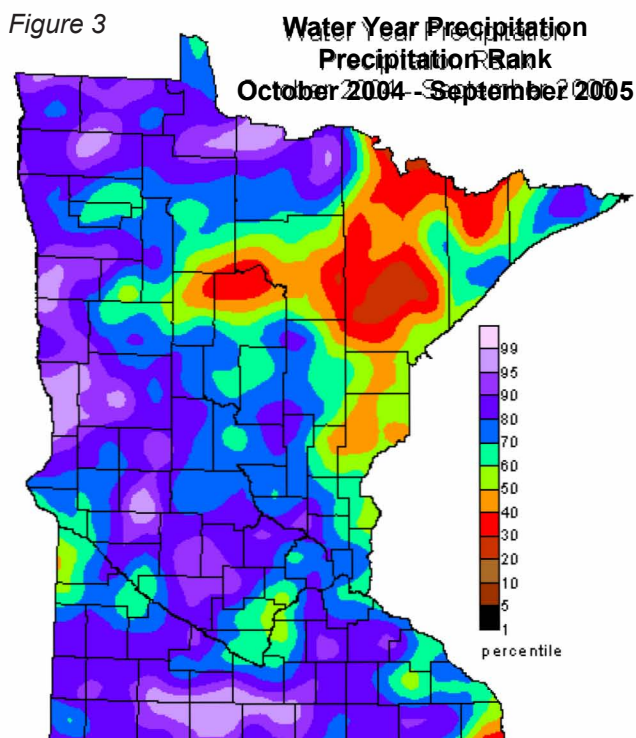 Figure 3
Water Year Precipitation
Precipitation Rank
October 2004 - September 2005
99
95
90
80
70
60
50
40
30
20
10
5
1
percentile